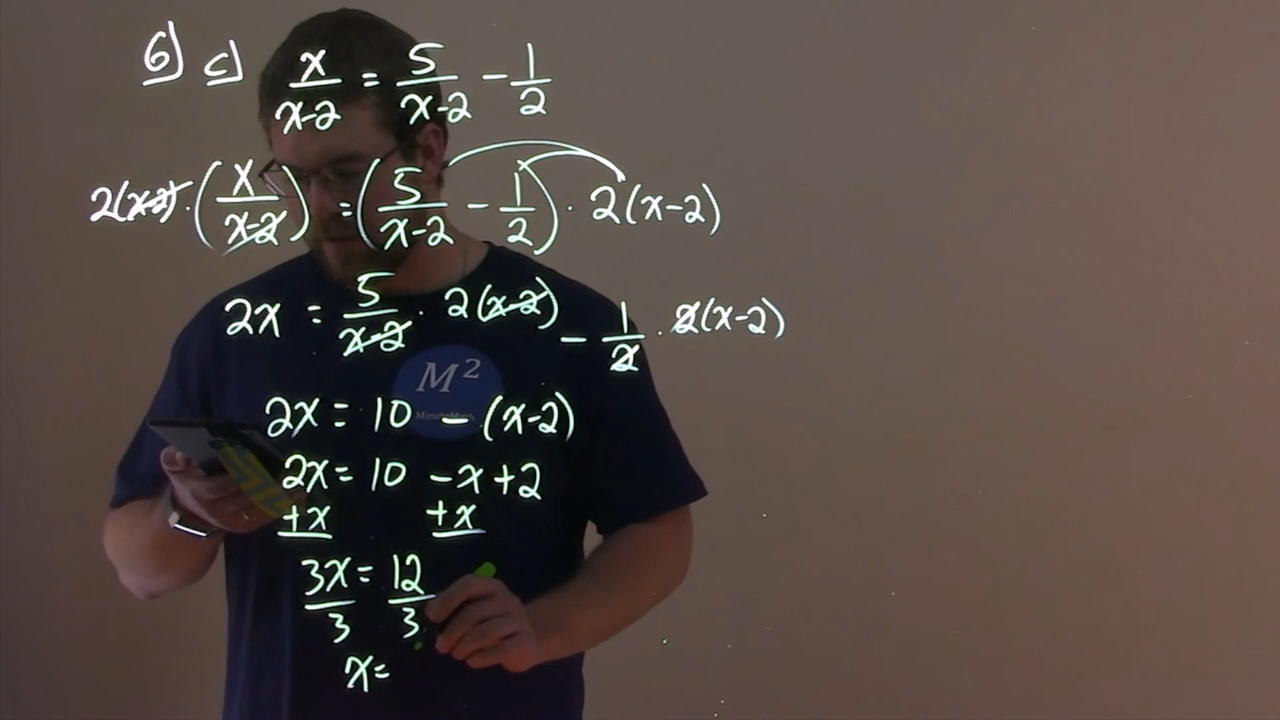 6) c) x/(x-2) = 5/(x-2) - 1/2
2(x-2) · (x/(x-2)) = (5/(x-2) - 1/2) · 2(x-2)
2x = 5/(x-2) · 2(x-2) - 1/2 · 2(x-2)
M²
MinuteMath
2x = 10 - (x-2)
2x = 10 - x + 2
+x +x
3x = 12
3 3
x =